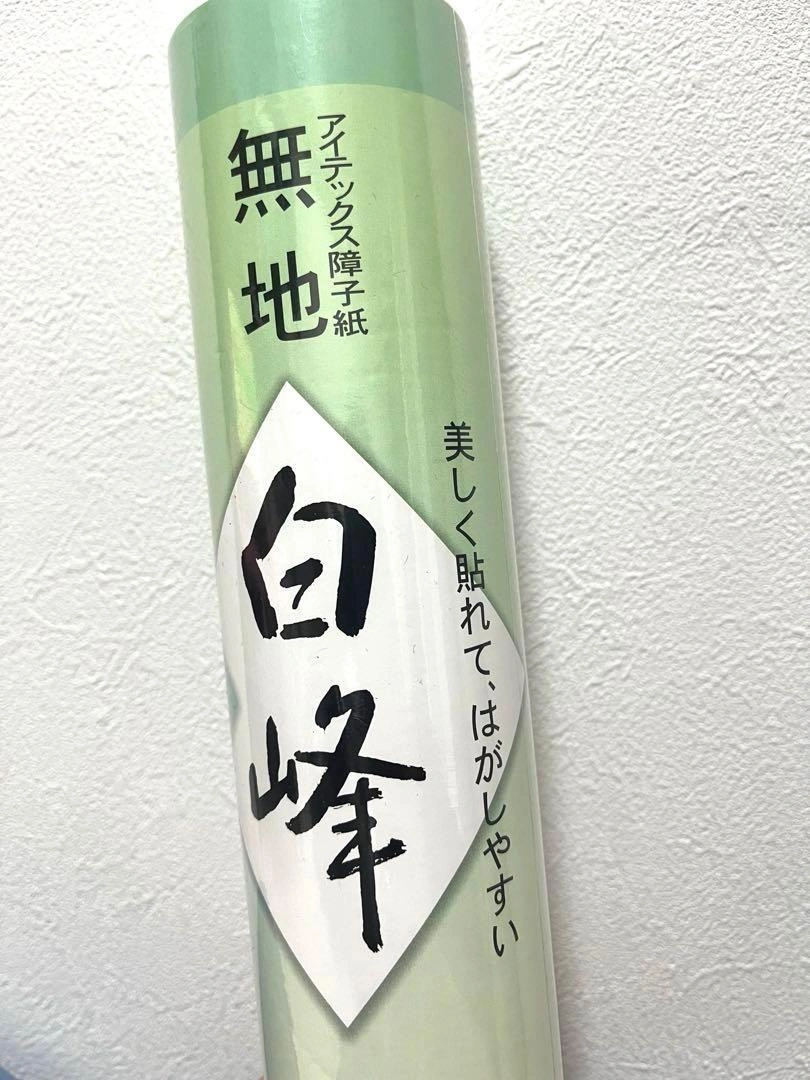 アイテックス障子紙
無地
美しく貼れて、はがしやすい
白峰